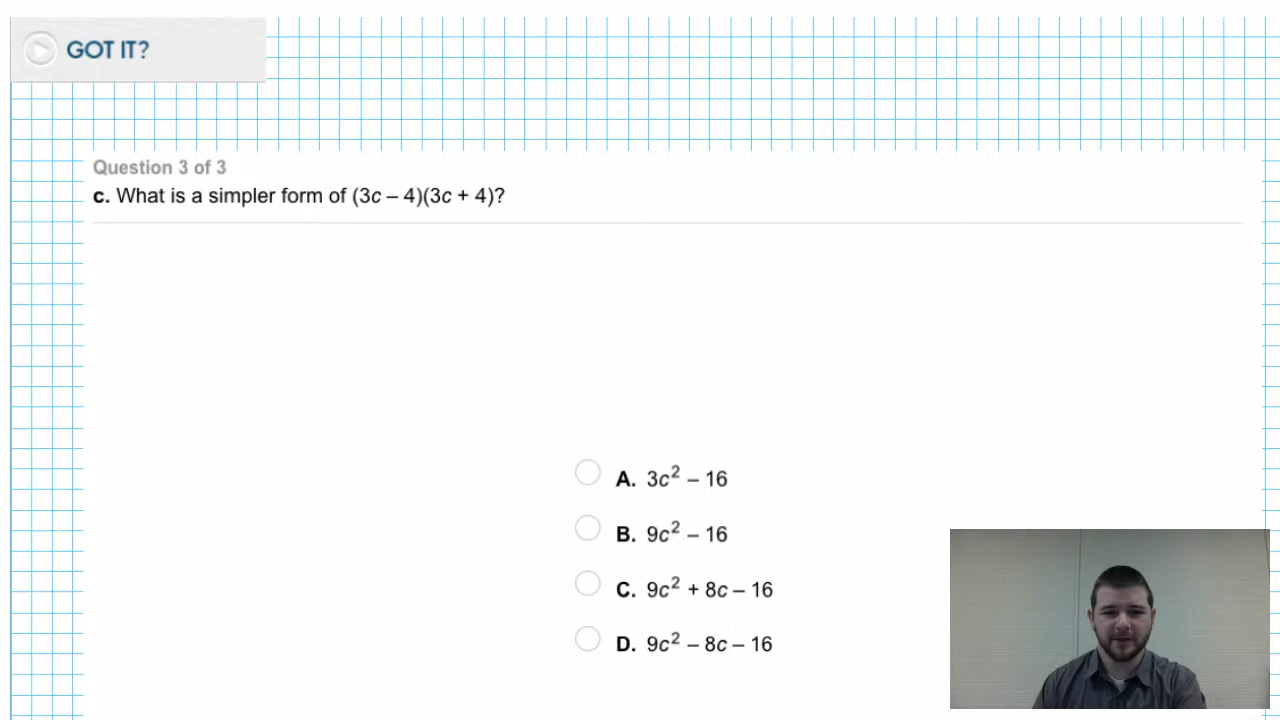 GOT IT?
Question 3 of 3
c. What is a simpler form of (3c – 4)(3c + 4)?
A. 3c² – 16
B. 9c² – 16
C. 9c² + 8c – 16
D. 9c² – 8c – 16